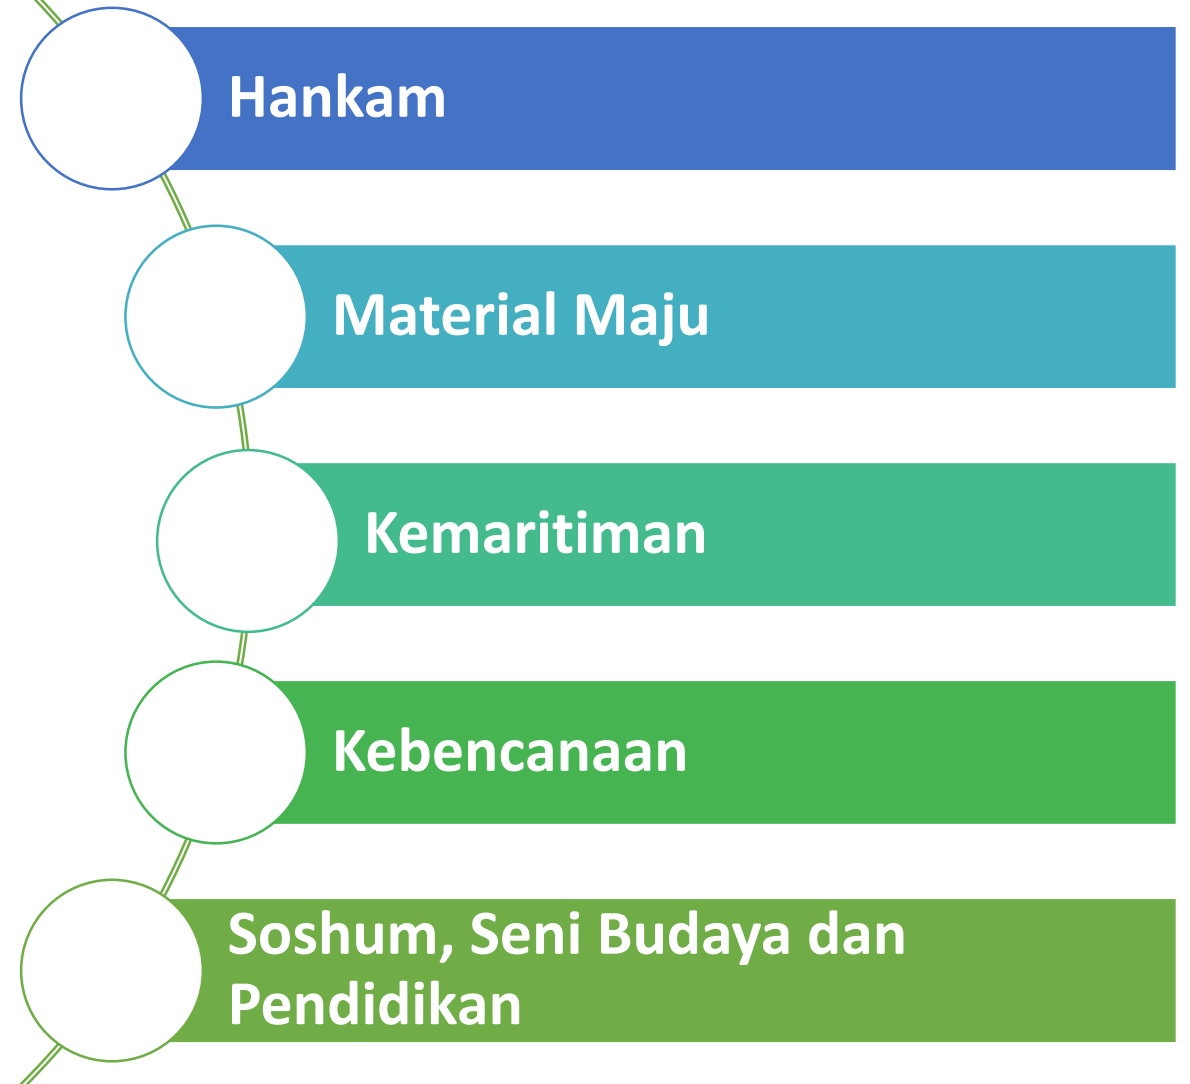 Hankam
Material Maju
Kemaritiman
Kebencanaan
Soshum, Seni Budaya dan
Pendidikan